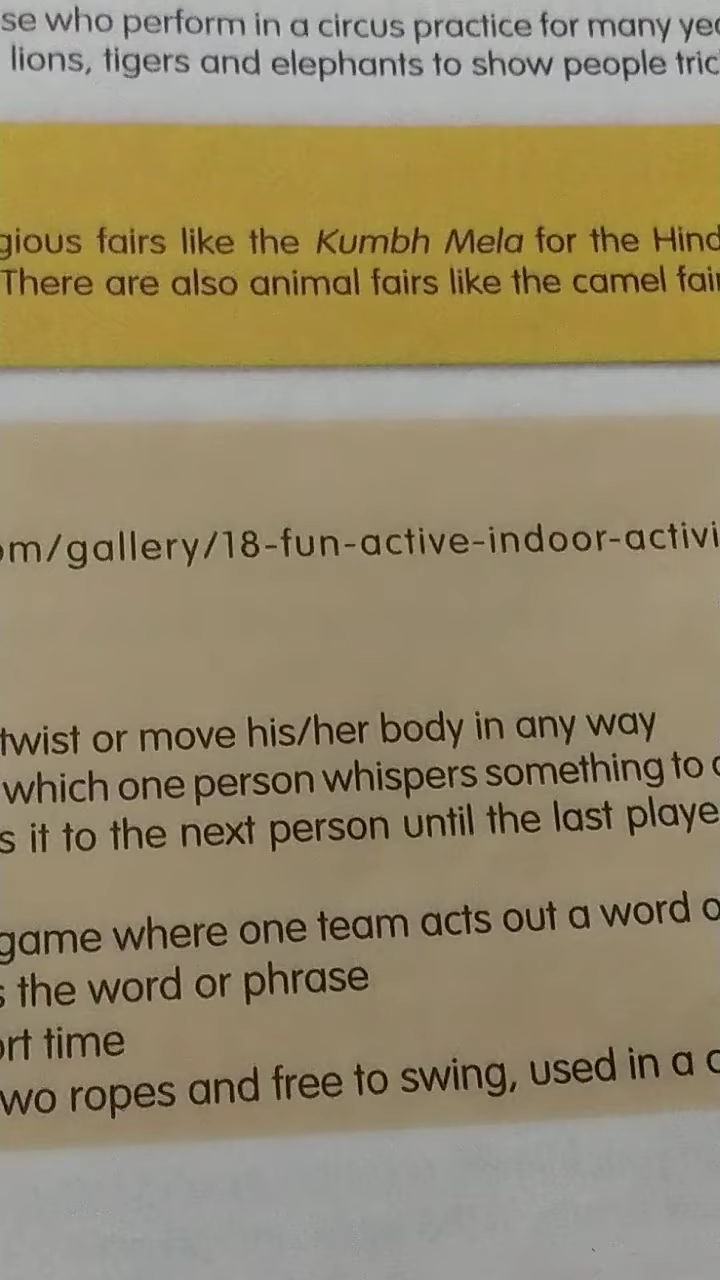 se who perform in a circus practice for many yea
lions, tigers and elephants to show people tric
gious fairs like the Kumbh Mela for the Hind
There are also animal fairs like the camel fair
om/gallery/18-fun-active-indoor-activi
twist or move his/her body in any way
which one person whispers something to
s it to the next person until the last playe
game where one team acts out a word o
s the word or phrase
ort time
wo ropes and free to swing, used in a c